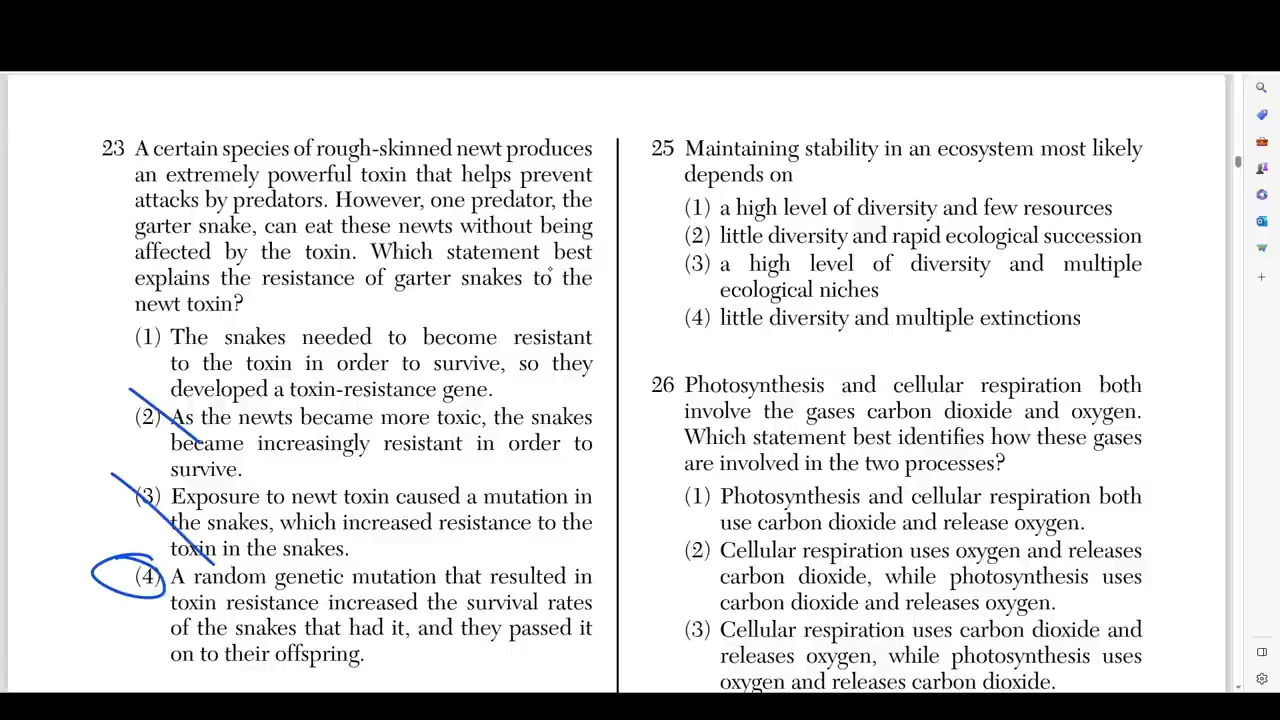 23 A certain species of rough-skinned newt produces
an extremely powerful toxin that helps prevent
attacks by predators. However, one predator, the
garter snake, can eat these newts without being
affected by the toxin. Which statement best
explains the resistance of garter snakes to the
newt toxin?
(1) The snakes needed to become resistant
to the toxin in order to survive, so they
developed a toxin-resistance gene.
(2) As the newts became more toxic, the snakes
became increasingly resistant in order to
survive.
(3) Exposure to newt toxin caused a mutation in
the snakes, which increased resistance to the
toxin in the snakes.
(4) A random genetic mutation that resulted in
toxin resistance increased the survival rates
of the snakes that had it, and they passed it
on to their offspring.
25 Maintaining stability in an ecosystem most likely
depends on
(1) a high level of diversity and few resources
(2) little diversity and rapid ecological succession
(3) a high level of diversity and multiple
ecological niches
(4) little diversity and multiple extinctions
26 Photosynthesis and cellular respiration both
involve the gases carbon dioxide and oxygen.
Which statement best identifies how these gases
are involved in the two processes?
(1) Photosynthesis and cellular respiration both
use carbon dioxide and release oxygen.
(2) Cellular respiration uses oxygen and releases
carbon dioxide, while photosynthesis uses
carbon dioxide and releases oxygen.
(3) Cellular respiration uses carbon dioxide and
releases oxygen, while photosynthesis uses
oxygen and releases carbon dioxide.